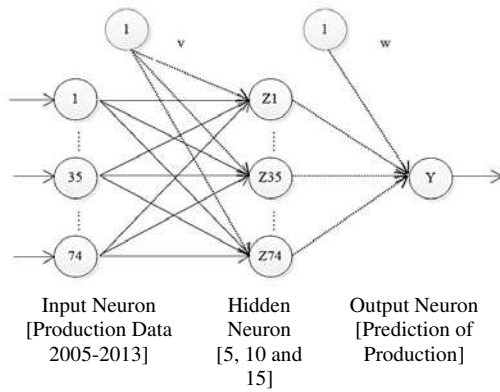 1 v 1 w
1 Z1
35 Z35 Y
74 Z74
Input Neuron
[Production Data
2005-2013]
Hidden
Neuron
[5, 10 and
15]
Output Neuron
[Prediction of
Production]